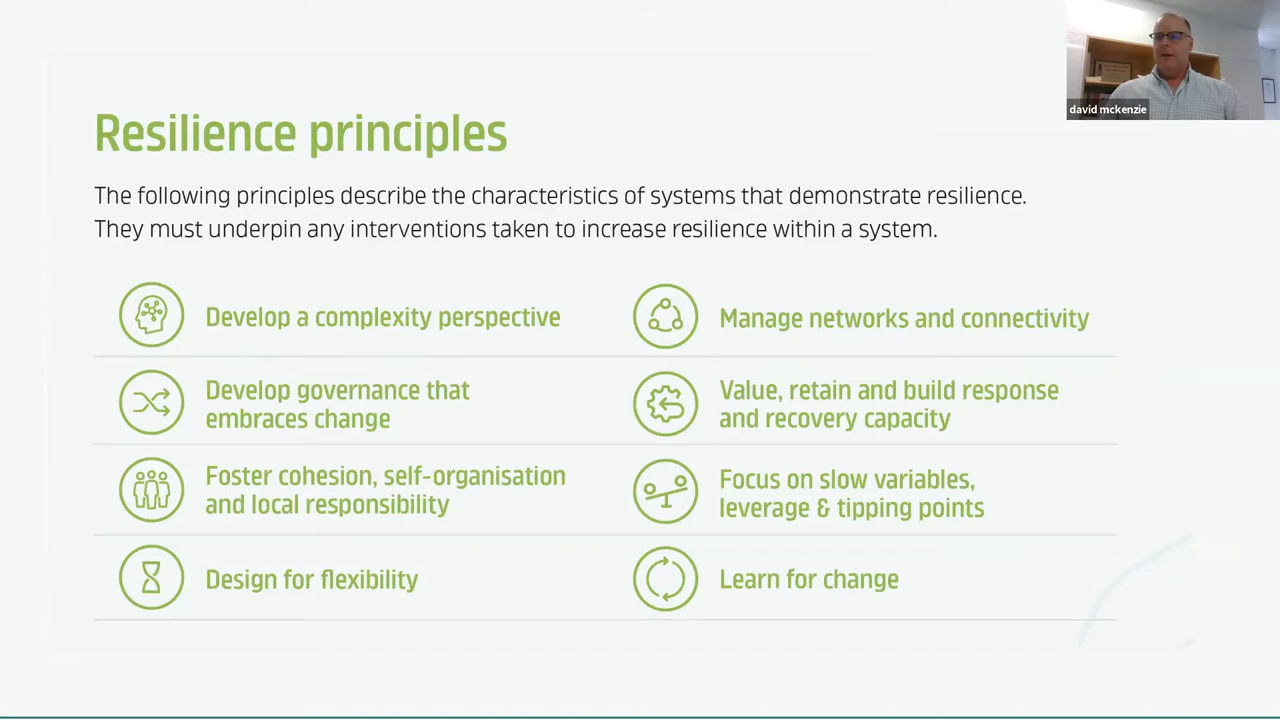 david mckenzie
Resilience principles
The following principles describe the characteristics of systems that demonstrate resilience.
They must underpin any interventions taken to increase resilience within a system.
Develop a complexity perspective
Manage networks and connectivity
Develop governance that
embraces change
Value, retain and build response
and recovery capacity
Foster cohesion, self-organisation
and local responsibility
Focus on slow variables,
leverage & tipping points
Design for flexibility
Learn for change